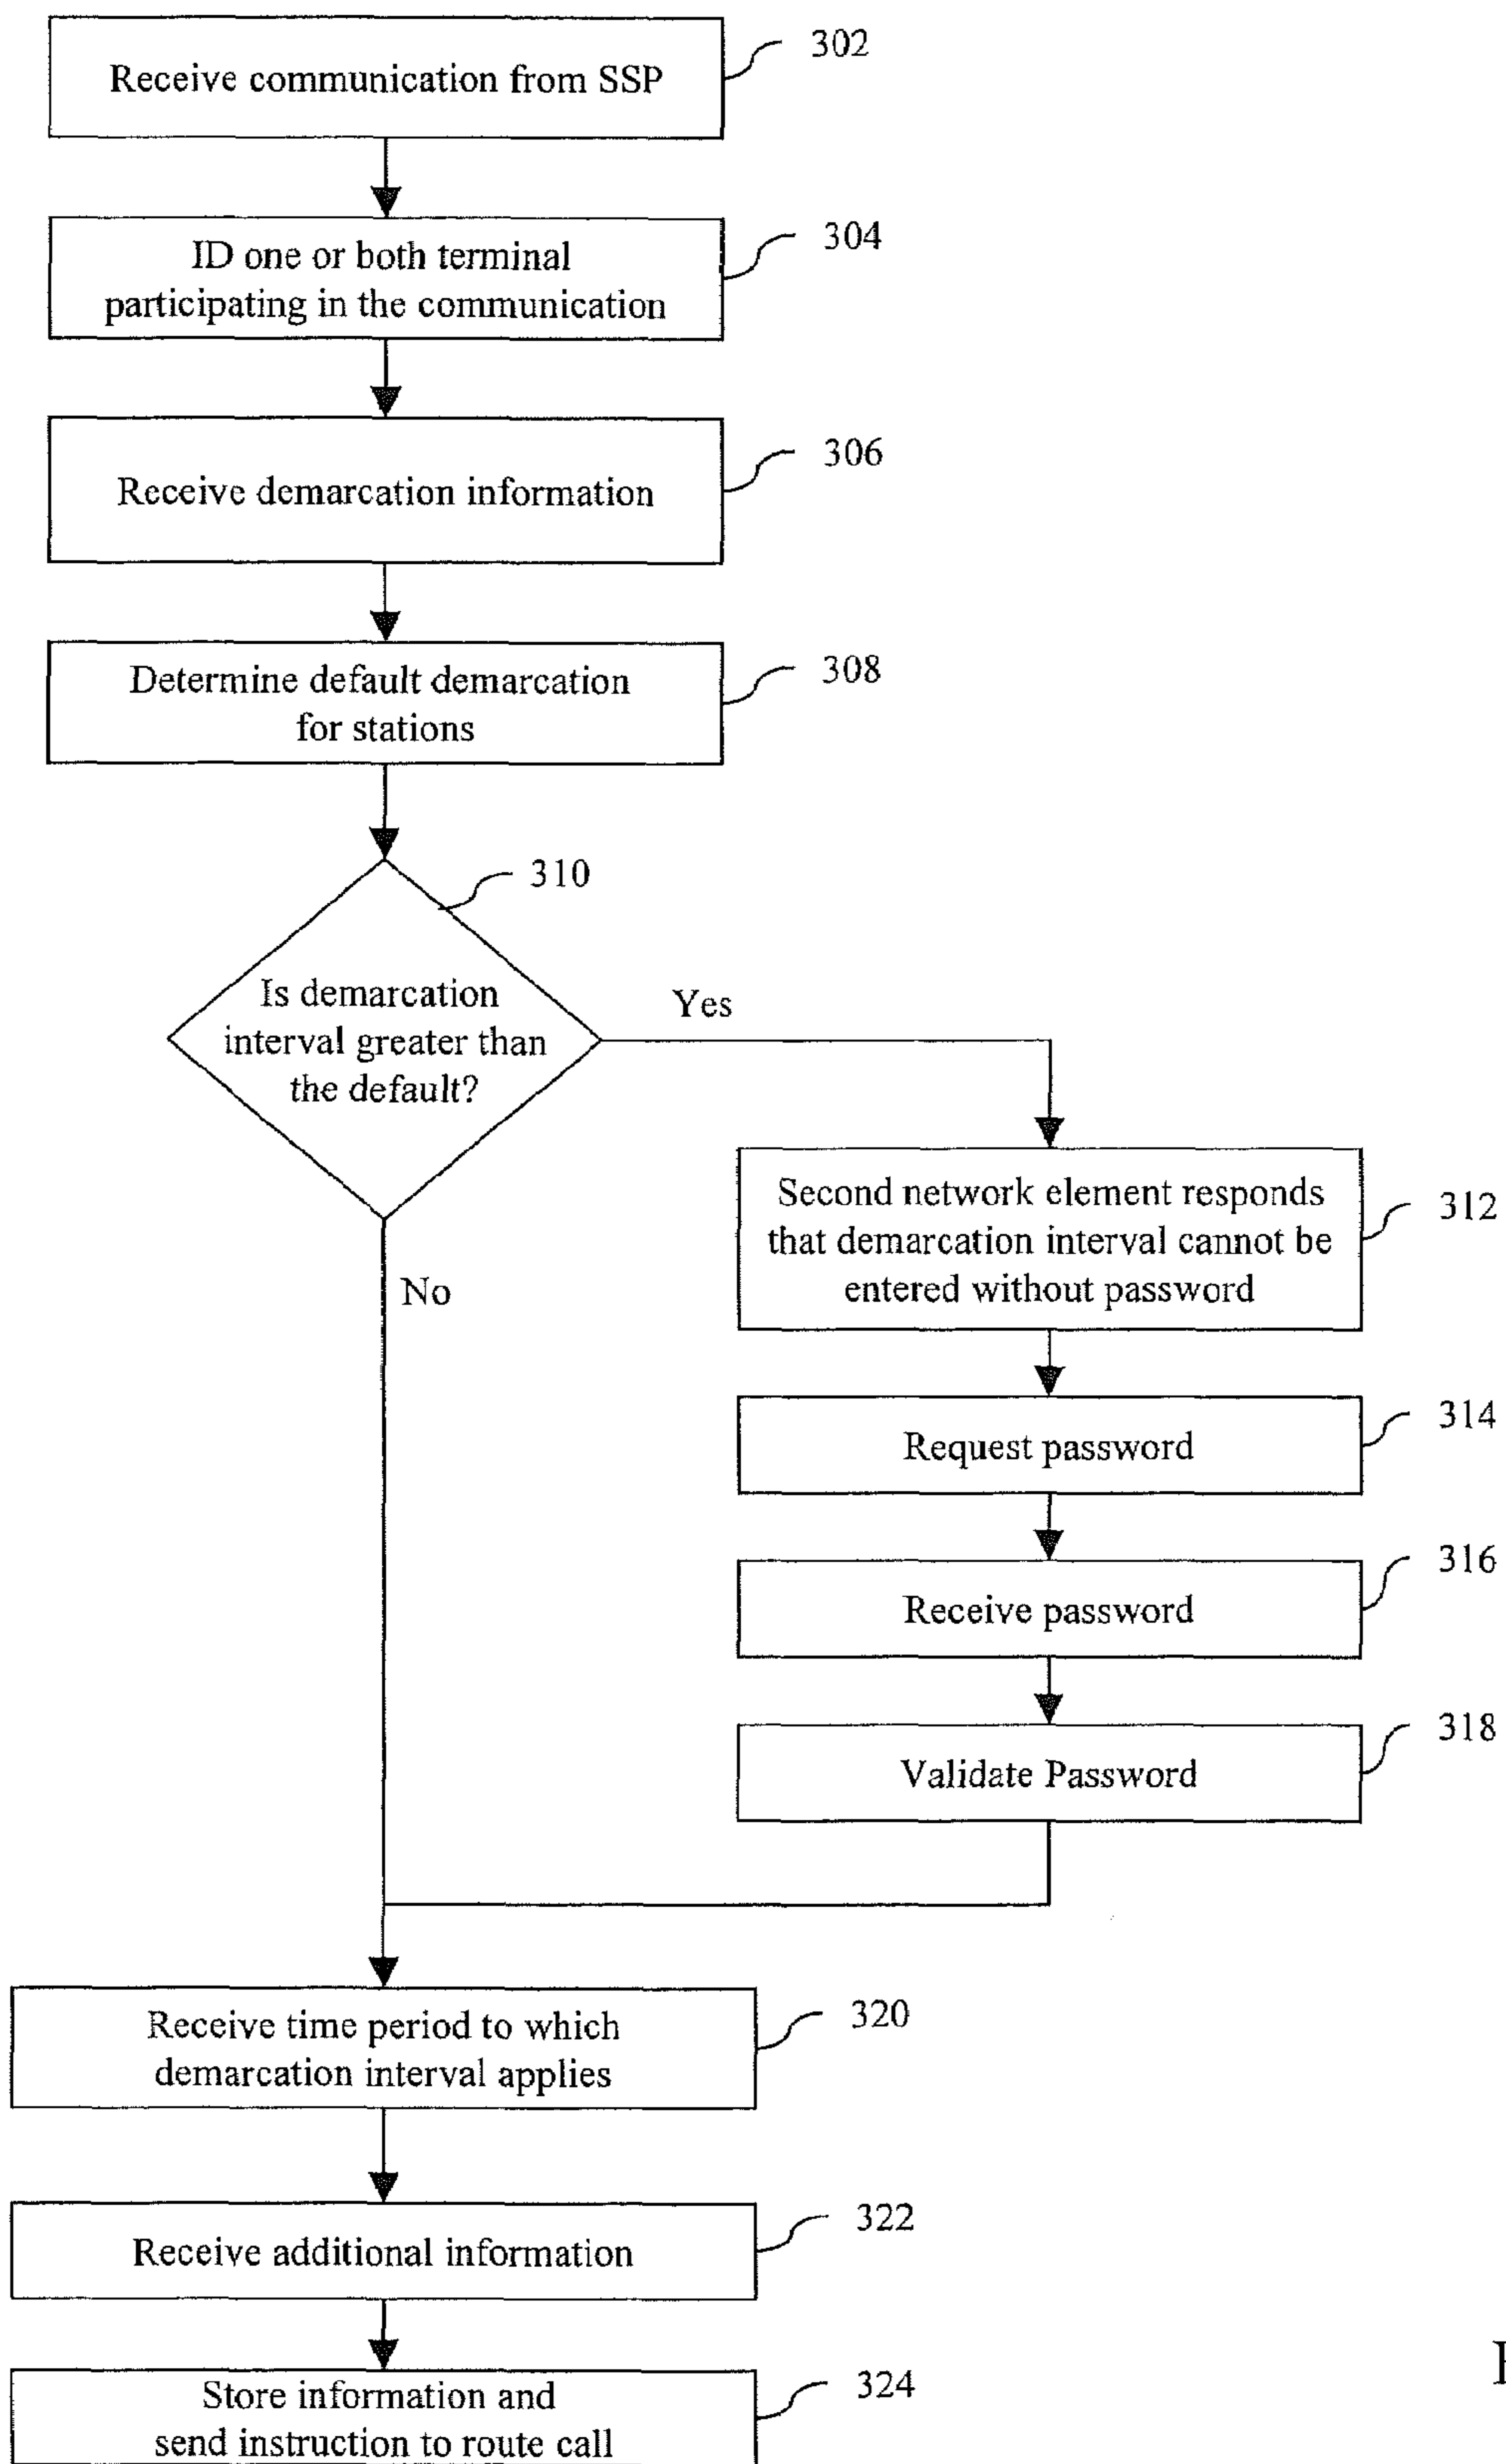 302
Receive communication from SSP
304
ID one or both terminal
participating in the communication
306
Receive demarcation information
308
Determine default demarcation
for stations
310
Is demarcation
interval greater than
the default?
Yes
No
Second network element responds
that demarcation interval cannot be
entered without password
312
Request password
314
Receive password
316
Validate Password
318
Receive time period to which
demarcation interval applies
320
Receive additional information
322
Store information and
send instruction to route call
324